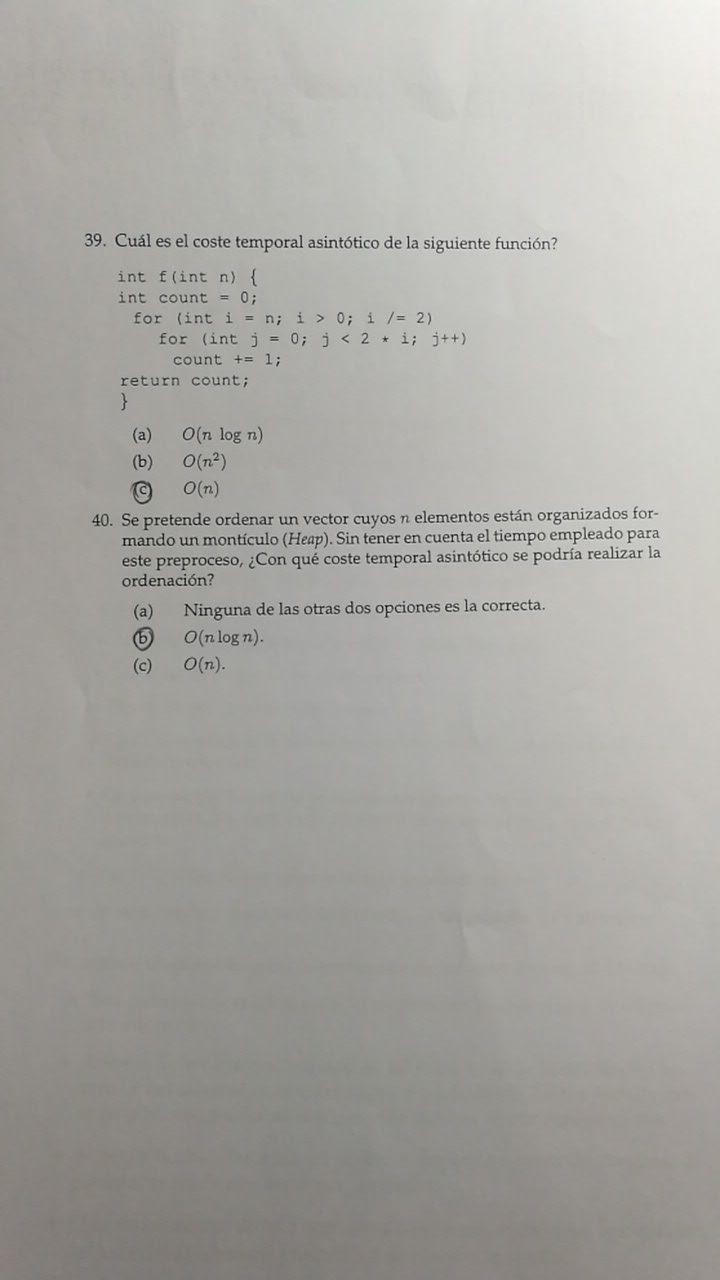 39. Cuál es el coste temporal asintótico de la siguiente función?
int f(int n) {
int count = 0;
for (int i = n; i > 0; i /= 2)
for (int j = 0; j < 2 * i; j++)
count += 1;
return count;
}
(a) O(n log n)
(b) O(n²)
(c) O(n)
40. Se pretende ordenar un vector cuyos n elementos están organizados for-
mando un montículo (Heap). Sin tener en cuenta el tiempo empleado para
este preproceso, ¿Con qué coste temporal asintótico se podría realizar la
ordenación?
(a) Ninguna de las otras dos opciones es la correcta.
(b) O(n log n).
(c) O(n).